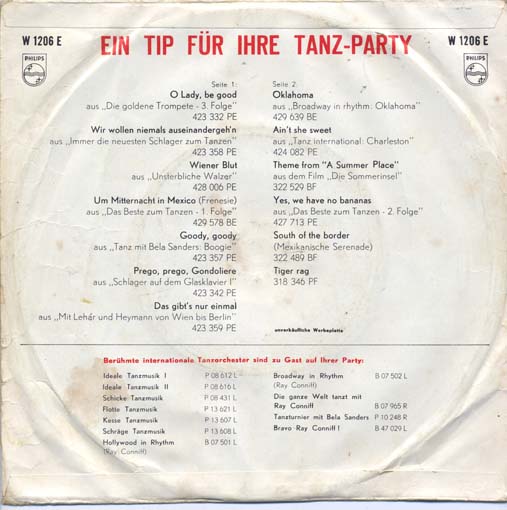 W 1206 E
EIN TIP FÜR IHRE TANZ-PARTY
W 1206 E
PHILIPS
PHILIPS
Seite 1:
O Lady, be good
aus „Die goldene Trompete - 3. Folge"
423 332 PE
Wir wollen niemals auseinandergeh'n
aus „Immer die neuesten Schlager zum Tanzen"
423 358 PE
Wiener Blut
aus „Unsterbliche Walzer"
428 006 PE
Um Mitternacht in Mexico (Frenesie)
aus „Das Beste zum Tanzen - 1. Folge"
429 578 BE
Goody, goody
aus „Tanz mit Bela Sanders: Boogie"
423 357 PE
Prego, prego, Gondoliere
aus „Schlager auf dem Glasklavier I"
423 342 PE
Das gibt's nur einmal
aus „Mit Lehár und Heymann von Wien bis Berlin"
423 359 PE
Seite 2:
Oklahoma
aus „Broadway in rhythm: Oklahoma"
429 639 BE
Ain't she sweet
aus „Tanz international: Charleston"
424 082 PE
Theme from "A Summer Place"
aus dem Film „Die Sommerinsel"
322 529 BF
Yes, we have no bananas
aus „Das Beste zum Tanzen - 2. Folge"
427 713 PE
South of the border
(Mexikanische Serenade)
322 489 BF
Tiger rag
318 346 PF
unverkäufliche Werbeplatte
Berühmte internationale Tanzorchester sind zu Gast auf Ihrer Party:
Ideale Tanzmusik I P 08 612 L
Ideale Tanzmusik II P 08 616 L
Schicke Tanzmusik P 08 431 L
Flotte Tanzmusik P 13 621 L
Kesse Tanzmusik P 13 607 L
Schräge Tanzmusik P 13 608 L
Hollywood in Rhythm B 07 501 L
(Ray Conniff)
Broadway in Rhythm B 07 502 L
(Ray Conniff)
Die ganze Welt tanzt mit
Ray Conniff B 07 965 R
Tanzturnier mit Bela Sanders P 10 248 R
Bravo Ray Conniff ! B 47 029 L